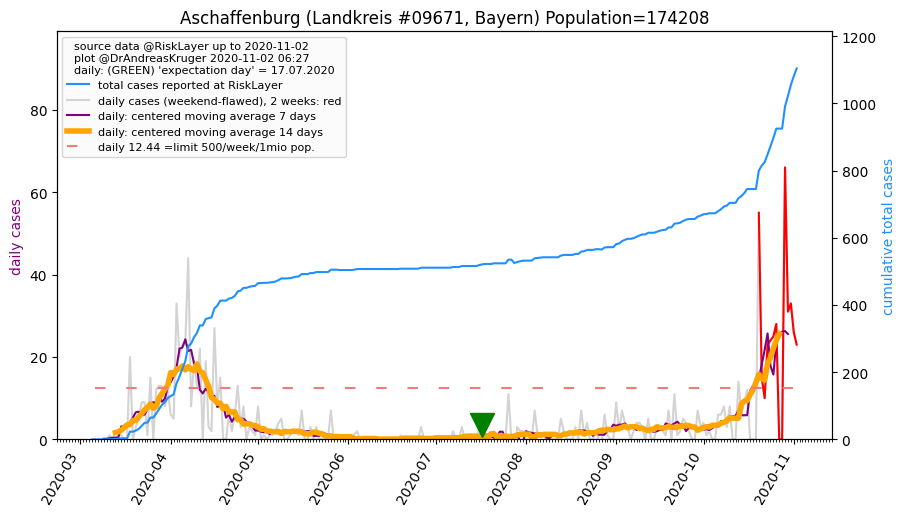 Aschaffenburg (Landkreis #09671, Bayern) Population=174208
source data @RiskLayer up to 2020-11-02
plot @DrAndreasKruger 2020-11-02 06:27
daily: (GREEN) 'expectation day' = 17.07.2020
total cases reported at RiskLayer
daily cases (weekend-flawed), 2 weeks: red
daily: centered moving average 7 days
daily: centered moving average 14 days
daily 12.44 =limit 500/week/1mio pop.
daily cases
80
60
40
20
0
cumulative total cases
1200
1000
800
600
400
200
0
2020-03
2020-04
2020-05
2020-06
2020-07
2020-08
2020-09
2020-10
2020-11